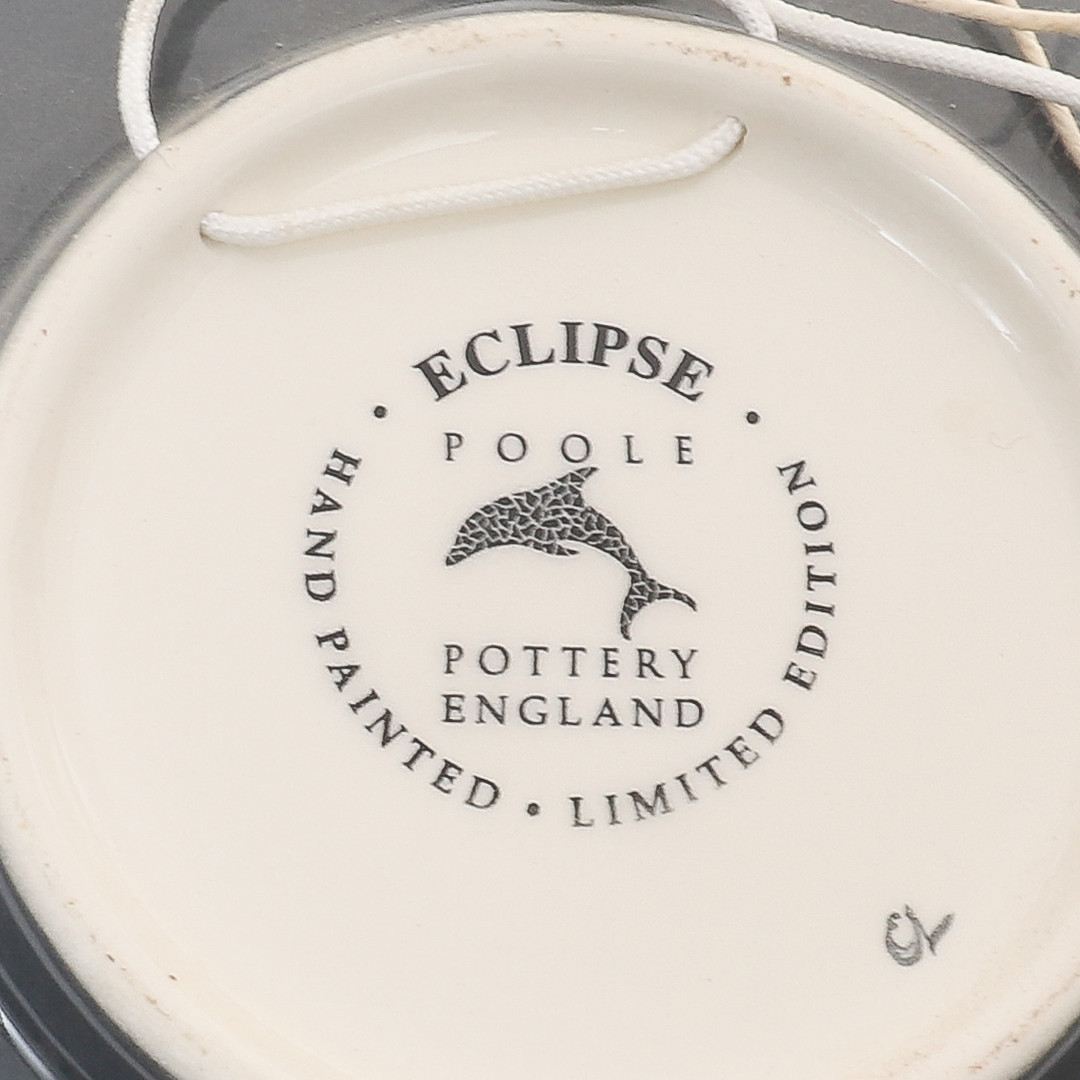 • ECLIPSE •
POOLE
POTTERY
ENGLAND
HAND PAINTED • LIMITED EDITION